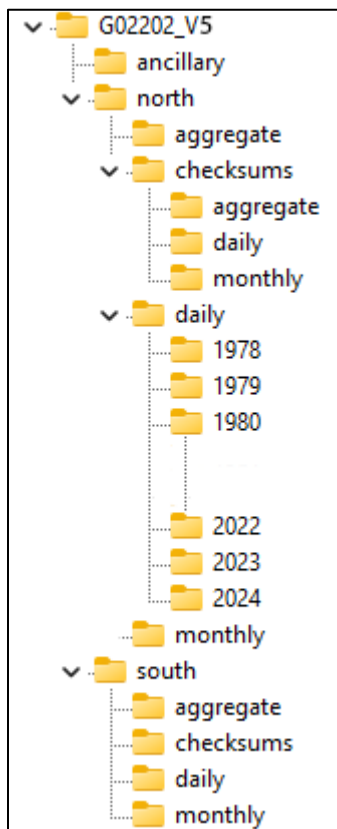 G02202_V5
ancillary
north
aggregate
checksums
aggregate
daily
monthly
daily
1978
1979
1980
2022
2023
2024
monthly
south
aggregate
checksums
daily
monthly